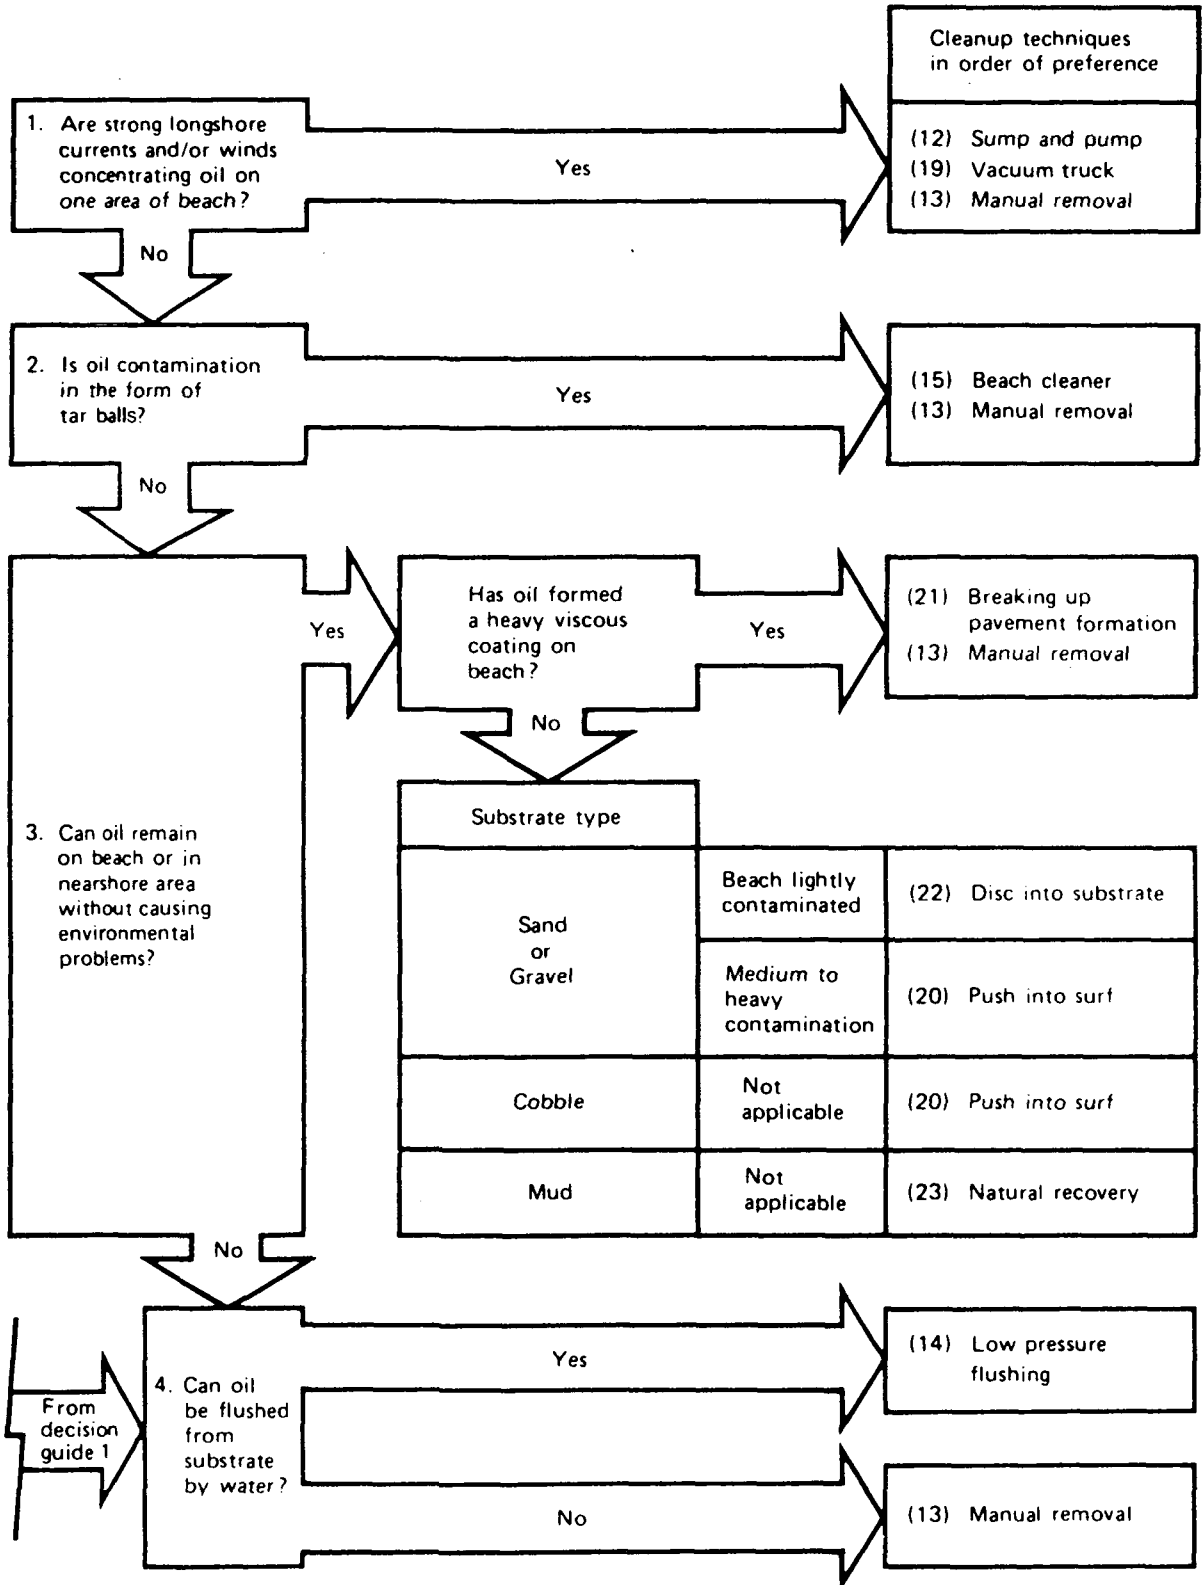 Cleanup techniques
in order of preference
1. Are strong longshore
currents and/or winds
concentrating oil on
one area of beach?
Yes
(12) Sump and pump
(19) Vacuum truck
(13) Manual removal
No
2. Is oil contamination
in the form of
tar balls?
Yes
(15) Beach cleaner
(13) Manual removal
No
3. Can oil remain
on beach or in
nearshore area
without causing
environmental
problems?
Yes
Has oil formed
a heavy viscous
coating on
beach?
Yes
(21) Breaking up
pavement formation
(13) Manual removal
No
Substrate type
Sand
or
Gravel
Beach lightly
contaminated
(22) Disc into substrate
Medium to
heavy
contamination
(20) Push into surf
Cobble
Not
applicable
(20) Push into surf
Mud
Not
applicable
(23) Natural recovery
No
From
decision
guide 1
4. Can oil
be flushed
from
substrate
by water?
Yes
(14) Low pressure
flushing
No
(13) Manual removal